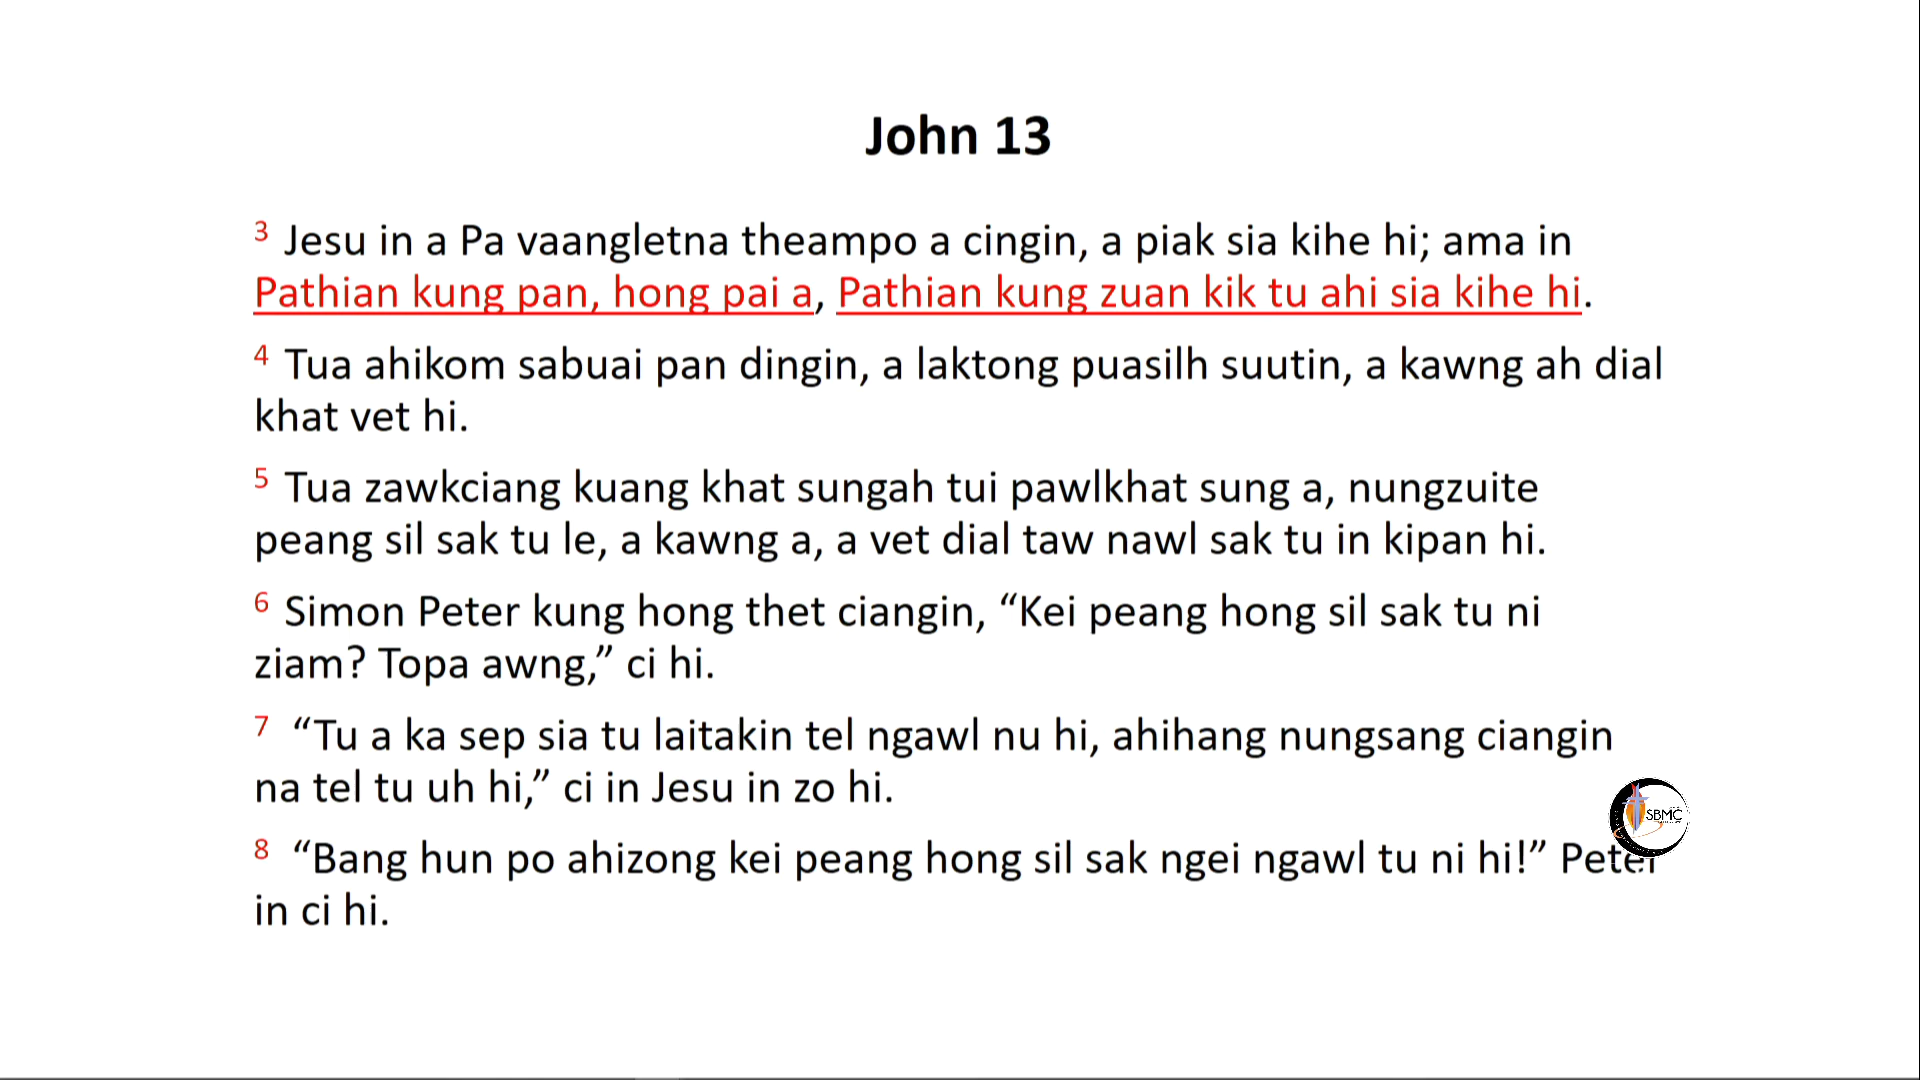 John 13
3 Jesu in a Pa vaangletna theampo a cingin, a piak sia kihe hi; ama in
Pathian kung pan, hong pai a, Pathian kung zuan kik tu ahi sia kihe hi.
4 Tua ahikom sabuai pan dingin, a laktong puasilh suutin, a kawng ah dial
khat vet hi.
5 Tua zawkciang kuang khat sungah tui pawlkhat sung a, nungzuite
peang sil sak tu le, a kawng a, a vet dial taw nawl sak tu in kipan hi.
6 Simon Peter kung hong thet ciangin, “Kei peang hong sil sak tu ni
ziam? Topa awng,” ci hi.
7 “Tu a ka sep sia tu laitakin tel ngawl nu hi, ahihang nungsang ciangin
na tel tu uh hi,” ci in Jesu in zo hi.
SBMC
8 “Bang hun po ahizong kei peang hong sil sak ngei ngawl tu ni hi!” Peter
in ci hi.